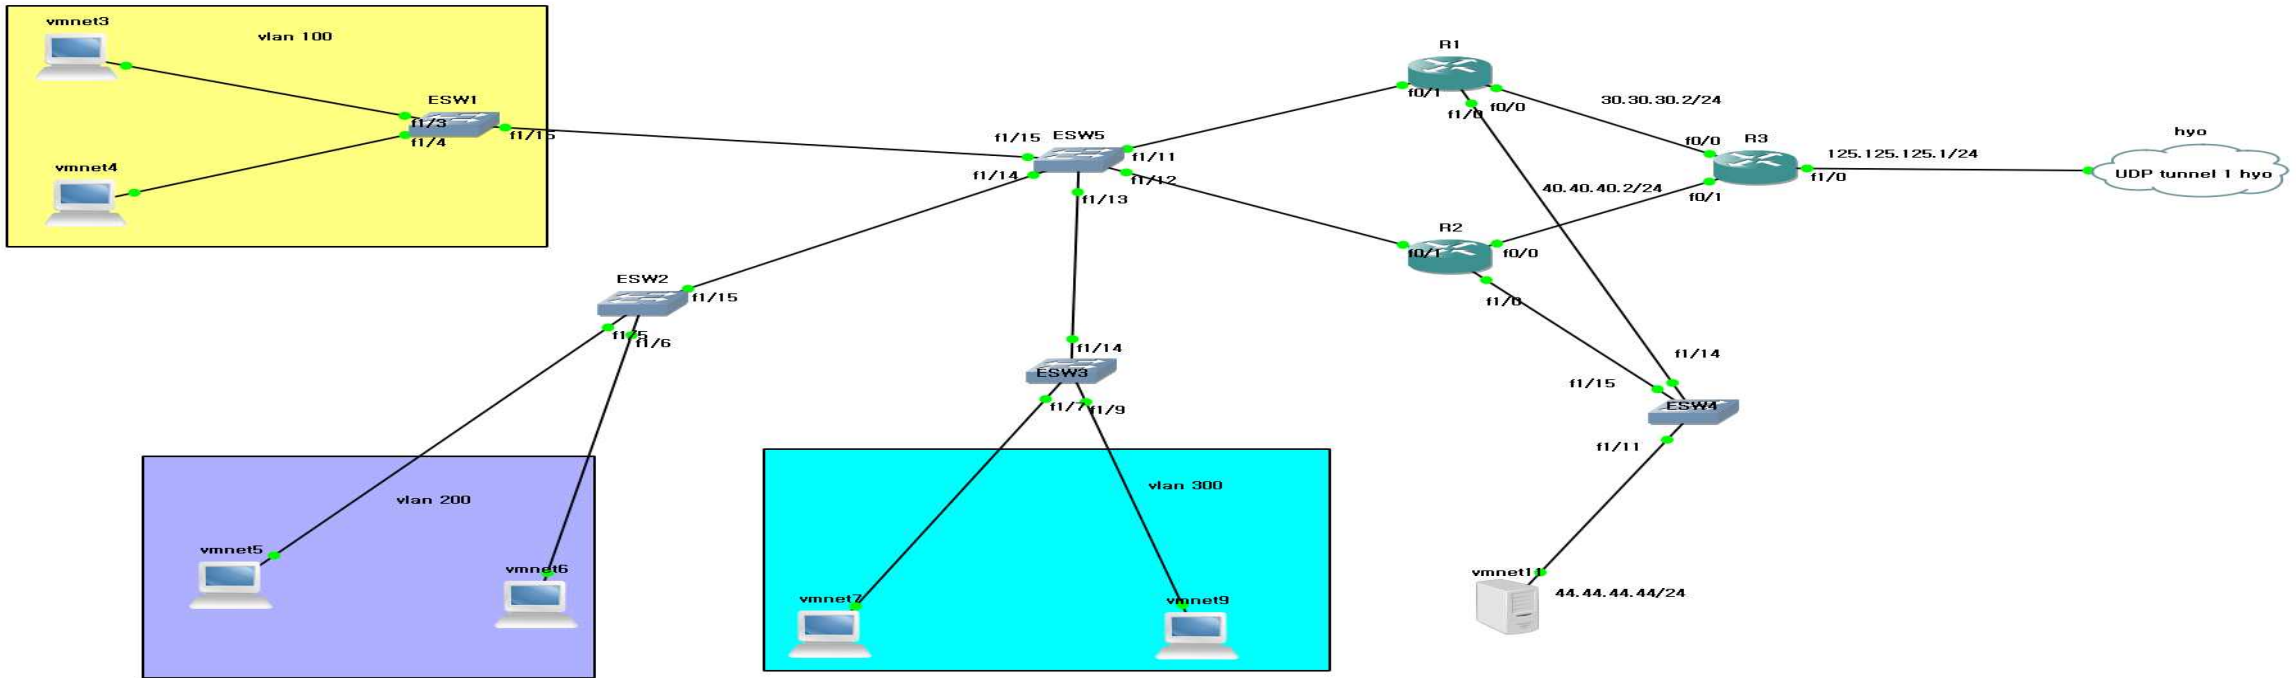 vmnet3
vlan 100
ESW1
f1/3
f1/4
f1/15
vmnet4
f1/15
ESW5
f1/11
f1/14
f1/12
f1/13
R1
f0/1
f1/0
f0/0
30.30.30.2/24
f0/0
R3
125.125.125.1/24
f1/0
hyo
UDP tunnel 1 hyo
40.40.40.2/24
f0/1
R2
f0/1
f0/0
f1/0
ESW2
f1/15
f1/5
f1/6
f1/14
ESW3
f1/7
f1/9
f1/14
f1/15
ESW4
f1/11
vlan 200
vmnet5
vmnet6
vlan 300
vmnet7
vmnet9
vmnet11
44.44.44.44/24